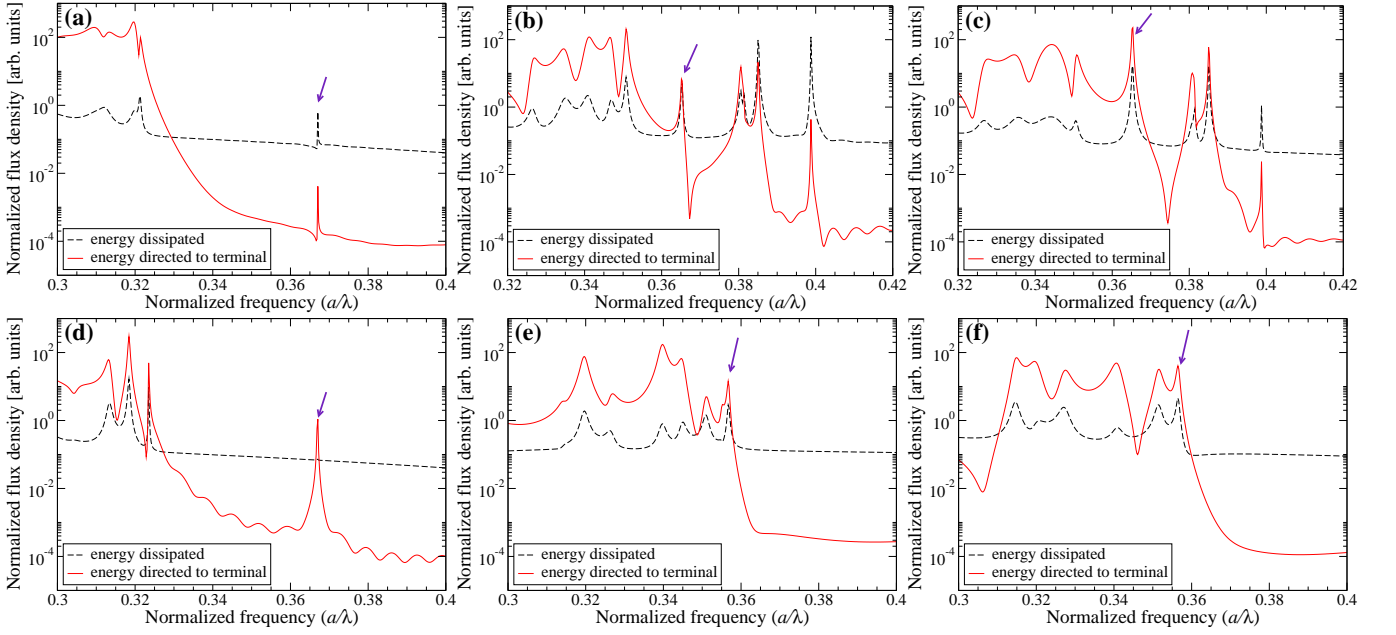 (a)
Normalized flux density [arb. units]
10^2
10^0
10^-2
10^-4
energy dissipated
energy directed to terminal
0.3 0.32 0.34 0.36 0.38 0.4
Normalized frequency (a/λ)
(b)
Normalized flux density [arb. units]
10^2
10^0
10^-2
10^-4
energy dissipated
energy directed to terminal
0.32 0.34 0.36 0.38 0.4 0.42
Normalized frequency (a/λ)
(c)
Normalized flux density [arb. units]
10^2
10^0
10^-2
10^-4
energy dissipated
energy directed to terminal
0.32 0.34 0.36 0.38 0.4 0.42
Normalized frequency (a/λ)
(d)
Normalized flux density [arb. units]
10^2
10^0
10^-2
10^-4
energy dissipated
energy directed to terminal
0.3 0.32 0.34 0.36 0.38 0.4
Normalized frequency (a/λ)
(e)
Normalized flux density [arb. units]
10^2
10^0
10^-2
10^-4
energy dissipated
energy directed to terminal
0.3 0.32 0.34 0.36 0.38 0.4
Normalized frequency (a/λ)
(f)
Normalized flux density [arb. units]
10^2
10^0
10^-2
10^-4
energy dissipated
energy directed to terminal
0.3 0.32 0.34 0.36 0.38 0.4
Normalized frequency (a/λ)